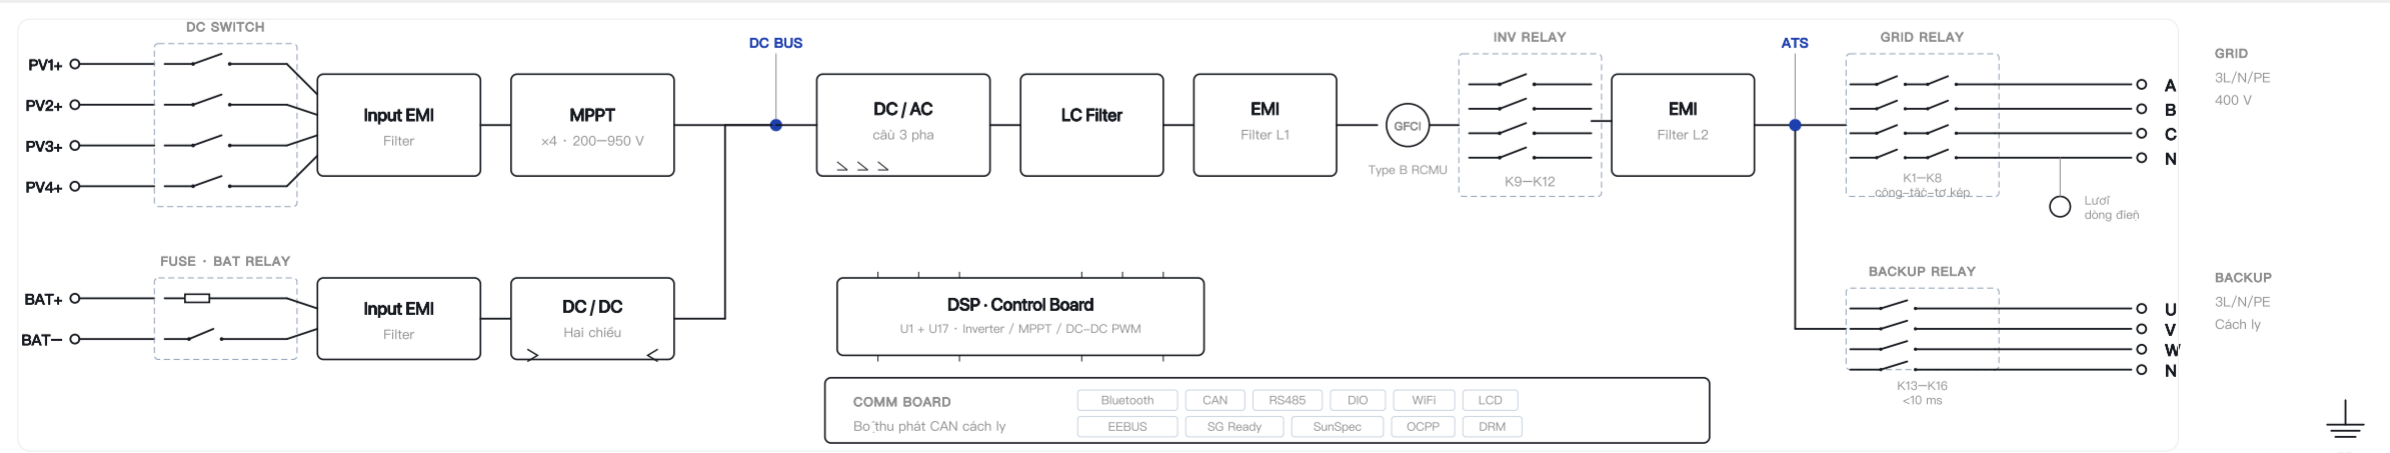 DC SWITCH
PV1+
PV2+
PV3+
PV4+
Input EMI
Filter
MPPT
×4 · 200—950 V
DC BUS
DC / AC
cầu 3 pha
LC Filter
EMI
Filter L1
GFCI
Type B RCMU
INV RELAY
K9—K12
EMI
Filter L2
ATS
GRID RELAY
K1—K8
công-tắc-tơ kép
A
B
C
N
Lưới
dòng điện
GRID
3L/N/PE
400 V
FUSE · BAT RELAY
BAT+
BAT—
Input EMI
Filter
DC / DC
Hai chiều
DSP · Control Board
U1 + U17 · Inverter / MPPT / DC-DC PWM
COMM BOARD
Bộ thu phát CAN cách ly
Bluetooth
CAN
RS485
DIO
WiFi
LCD
EEBUS
SG Ready
SunSpec
OCPP
DRM
BACKUP RELAY
K13—K16
<10 ms
U
V
W
N
BACKUP
3L/N/PE
Cách ly